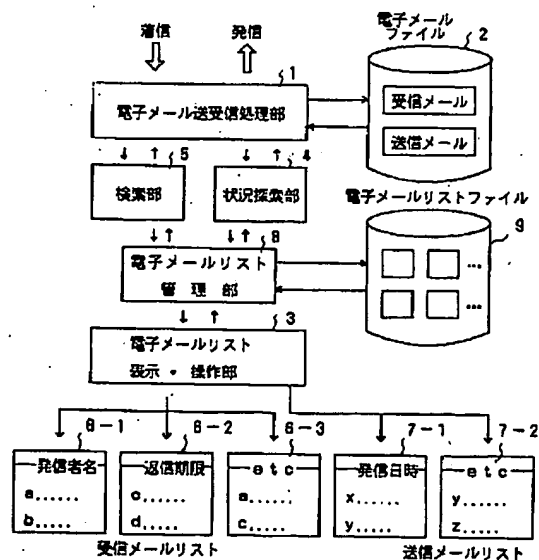 着信
発信
電子メール
ファイル
2
1
電子メール送受信処理部
受信メール
送信メール
5
4
検索部
状況探索部
電子メールリストファイル
9
8
電子メールリスト
管理部
...
...
3
電子メールリスト
表示・操作部
6-1
6-2
6-3
7-1
7-2
発信者名
a......
b.....
返信期限
c......
d.....
etc
a......
c.....
発信日時
x......
y.....
etc
y......
z.....
受信メールリスト
送信メールリスト